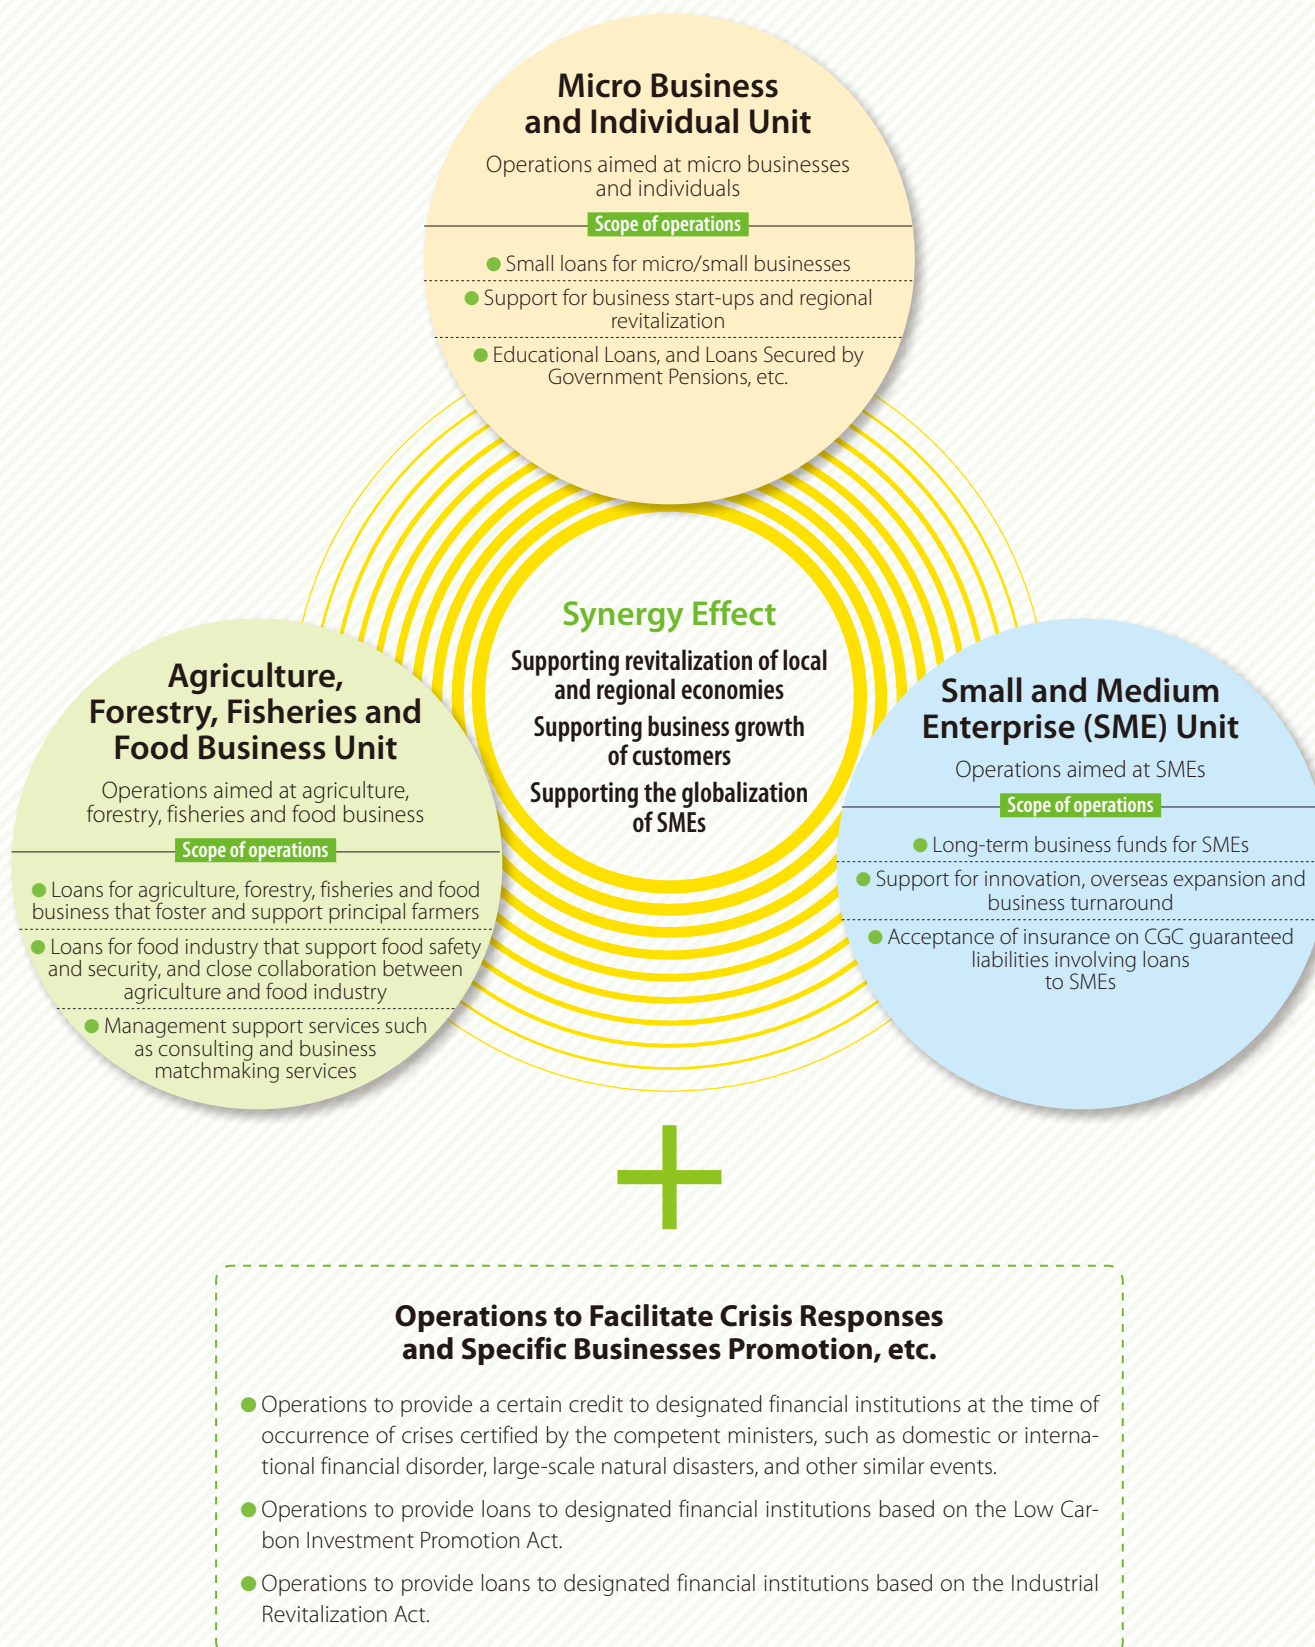 Micro Business
and Individual Unit
Operations aimed at micro businesses
and individuals
Scope of operations
● Small loans for micro/small businesses
● Support for business start-ups and regional
revitalization
● Educational Loans, and Loans Secured by
Government Pensions, etc.
Synergy Effect
Supporting revitalization of local
and regional economies
Supporting business growth
of customers
Supporting the globalization
of SMEs
Agriculture,
Forestry, Fisheries and
Food Business Unit
Operations aimed at agriculture,
forestry, fisheries and food business
Scope of operations
● Loans for agriculture, forestry, fisheries and food
business that foster and support principal farmers
● Loans for food industry that support food safety
and security, and close collaboration between
agriculture and food industry
● Management support services such
as consulting and business
matchmaking services
Small and Medium
Enterprise (SME) Unit
Operations aimed at SMEs
Scope of operations
● Long-term business funds for SMEs
● Support for innovation, overseas expansion and
business turnaround
● Acceptance of insurance on CGC guaranteed
liabilities involving loans
to SMEs
+
Operations to Facilitate Crisis Responses
and Specific Businesses Promotion, etc.
● Operations to provide a certain credit to designated financial institutions at the time of
occurrence of crises certified by the competent ministers, such as domestic or interna-
tional financial disorder, large-scale natural disasters, and other similar events.
● Operations to provide loans to designated financial institutions based on the Low Car-
bon Investment Promotion Act.
● Operations to provide loans to designated financial institutions based on the Industrial
Revitalization Act.